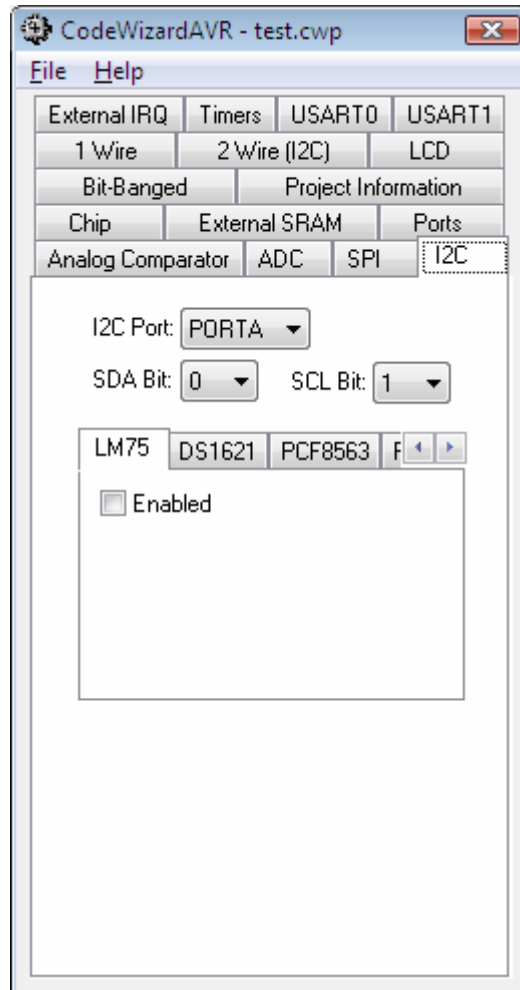 CodeWizardAVR - test.cwp
File Help
External IRQ Timers USART0 USART1
1 Wire 2 Wire (I2C) LCD
Bit-Banged Project Information
Chip External SRAM Ports
Analog Comparator ADC SPI I2C
I2C Port: PORTA
SDA Bit: 0 SCL Bit: 1
LM75 DS1621 PCF8563
Enabled